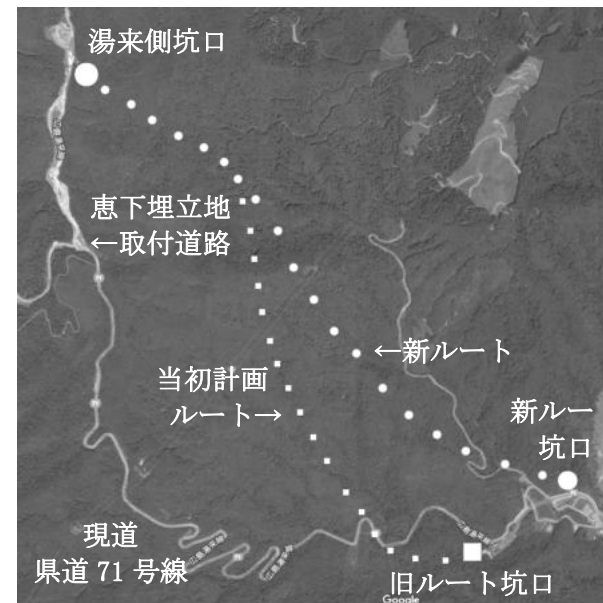 湯来側坑口
恵下埋立地
←取付道路
←新ルート
当初計画
ルート→
新ルー
坑口
現道
県道 71 号線
旧ルート坑口
Google